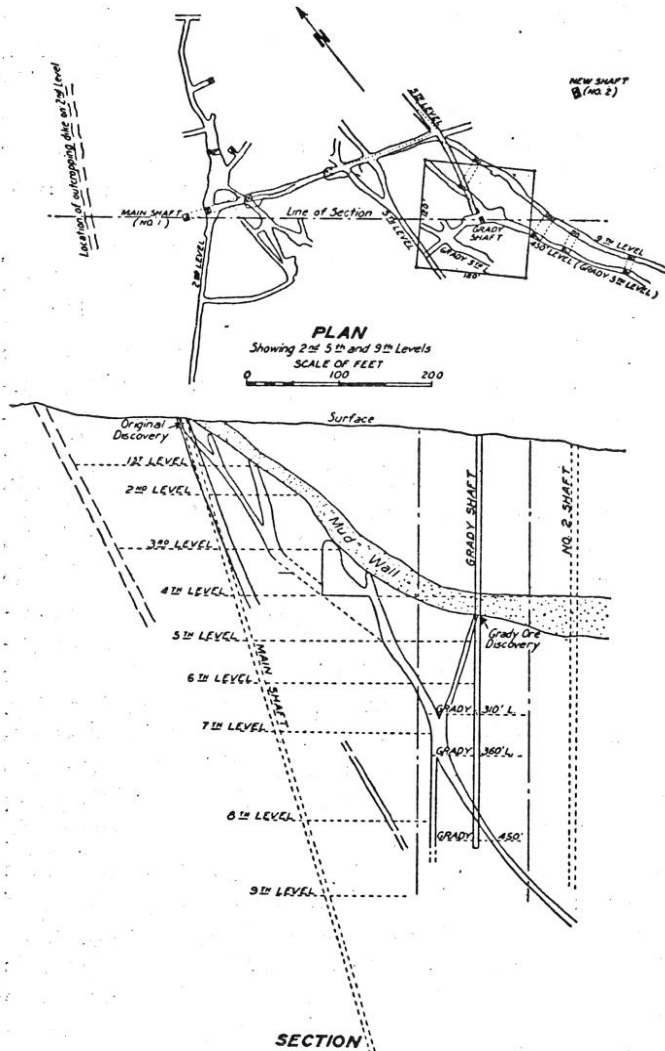 N
NEW SHAFT
(NO. 2)
Location of outcropping dike on 2nd Level
5TH LEVEL
MAIN SHAFT
(NO. 1)
Line of Section
120'
GRADY
SHAFT
2ND LEVEL
5TH LEVEL
GRADY 5TH L.
180'
9TH LEVEL
450' LEVEL (GRADY 5TH LEVEL)
PLAN
Showing 2nd 5th and 9th Levels
SCALE OF FEET
0 100 200
Surface
Original
Discovery
1ST LEVEL
2ND LEVEL
"Mud Wall"
GRADY SHAFT
NO. 2 SHAFT
3RD LEVEL
4TH LEVEL
Grady Ore
Discovery
5TH LEVEL
MAIN SHAFT
6TH LEVEL
GRADY 310' L.
7TH LEVEL
GRADY 360' L.
8TH LEVEL
GRADY 450'
9TH LEVEL
SECTION